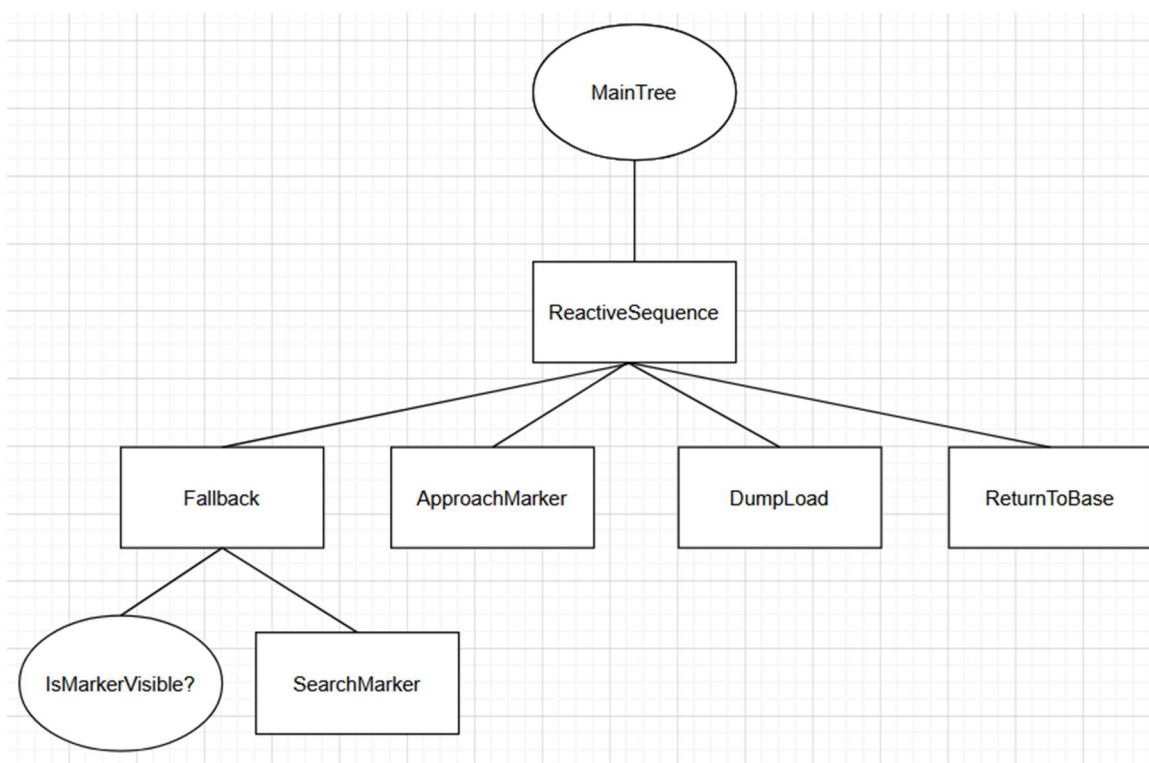 MainTree
ReactiveSequence
Fallback
ApproachMarker
DumpLoad
ReturnToBase
IsMarkerVisible?
SearchMarker